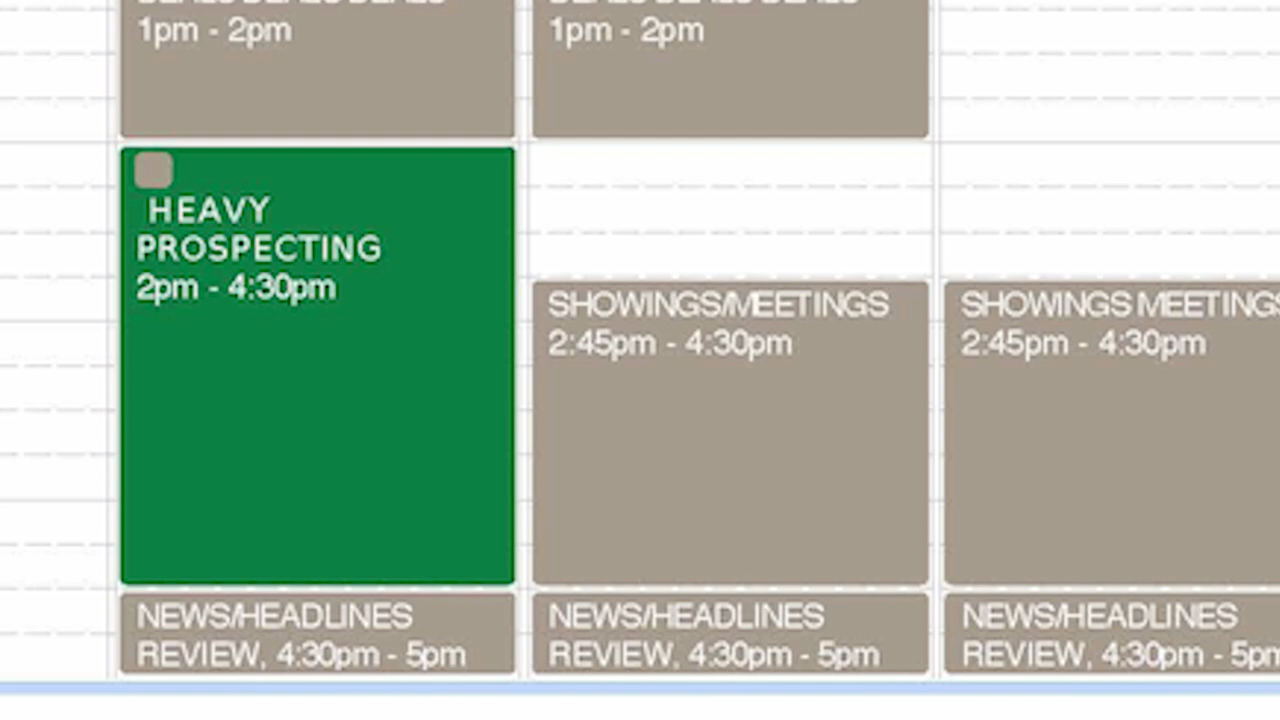 1pm - 2pm
HEAVY
PROSPECTING
2pm - 4:30pm
NEWS/HEADLINES
REVIEW, 4:30pm - 5pm
1pm - 2pm
SHOWINGS/MEETINGS
2:45pm - 4:30pm
NEWS/HEADLINES
REVIEW, 4:30pm - 5pm
SHOWINGS MEETINGS
2:45pm - 4:30pm
NEWS/HEADLINES
REVIEW, 4:30pm - 5pm